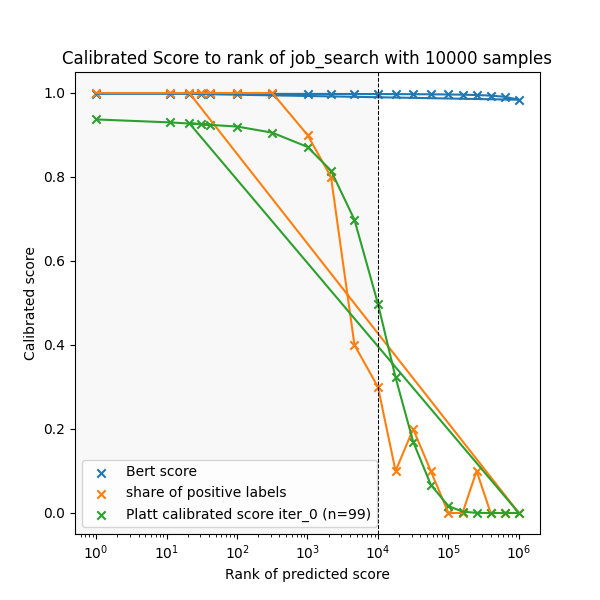 Calibrated Score to rank of job_search with 10000 samples
Calibrated score
1.0
0.8
0.6
0.4
0.2
0.0
Bert score
share of positive labels
Platt calibrated score iter_0 (n=99)
10^0 10^1 10^2 10^3 10^4 10^5 10^6
Rank of predicted score